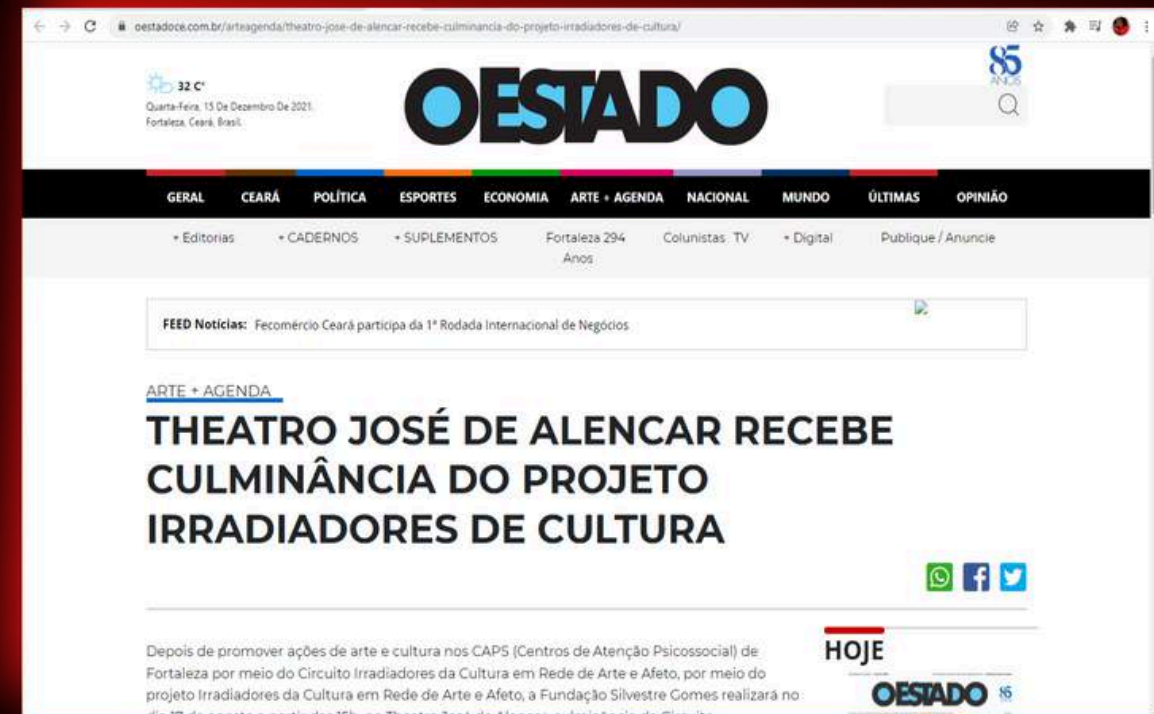 oestadoce.com.br/arteagenda/theatro-jose-de-alencar-recebe-culminancia-do-projeto-irradiadores-de-cultura/
32 C°
Quarta-Feira, 15 De Dezembro De 2021.
Fortaleza, Ceará, Brasil.
OESTADO
85
ANOS
GERAL CEARÁ POLÍTICA ESPORTES ECONOMIA ARTE + AGENDA NACIONAL MUNDO ÚLTIMAS OPINIÃO
+ Editorias + CADERNOS + SUPLEMENTOS Fortaleza 294 Colunistas TV + Digital Publique / Anuncie
Anos
FEED Notícias: Fecomércio Ceará participa da 1ª Rodada Internacional de Negócios
ARTE + AGENDA
THEATRO JOSÉ DE ALENCAR RECEBE
CULMINÂNCIA DO PROJETO
IRRADIADORES DE CULTURA
Depois de promover ações de arte e cultura nos CAPS (Centros de Atenção Psicossocial) de
Fortaleza por meio do Circuito Irradiadores da Cultura em Rede de Arte e Afeto, por meio do
projeto Irradiadores da Cultura em Rede de Arte e Afeto, a Fundação Silvestre Gomes realizará no
HOJE
OESTADO